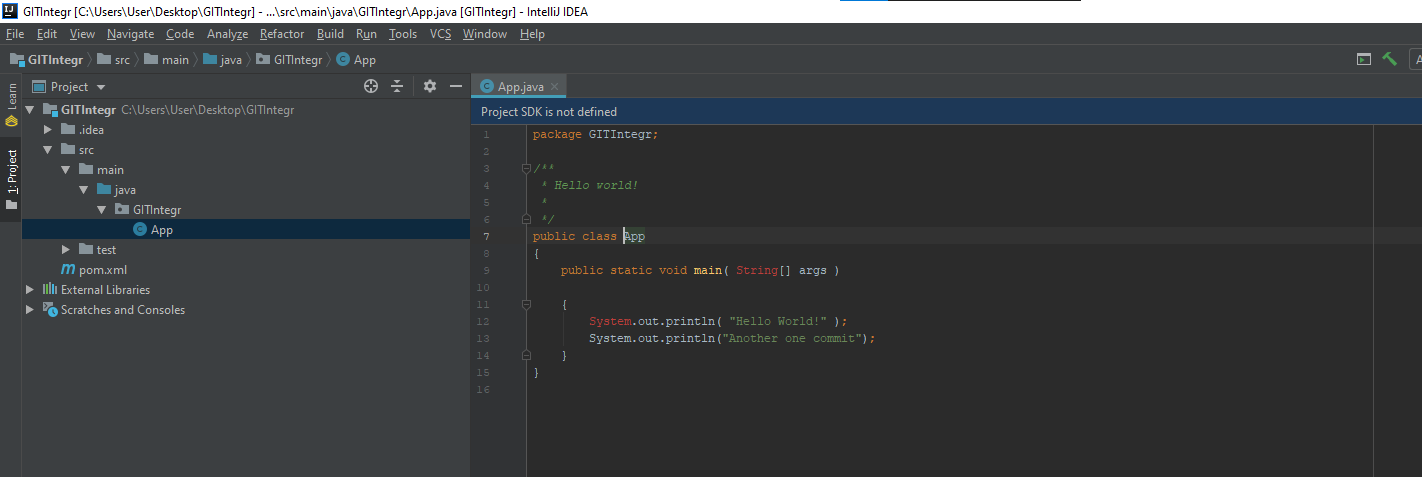 GITIntegr [C:\Users\User\Desktop\GITIntegr] - ...\src\main\java\GITIntegr\App.java [GITIntegr] - IntelliJ IDEA
File Edit View Navigate Code Analyze Refactor Build Run Tools VCS Window Help
GITIntegr src main java GITIntegr App
Learn
1: Project
Project
GITIntegr C:\Users\User\Desktop\GITIntegr
.idea
src
main
java
GITIntegr
App
test
pom.xml
External Libraries
Scratches and Consoles
App.java
Project SDK is not defined
1 package GITIntegr;
2
3 /**
4 * Hello world!
5 *
6 */
7 public class App
8 {
9 public static void main( String[] args )
10
11 {
12 System.out.println( "Hello World!" );
13 System.out.println("Another one commit");
14 }
15 }
16